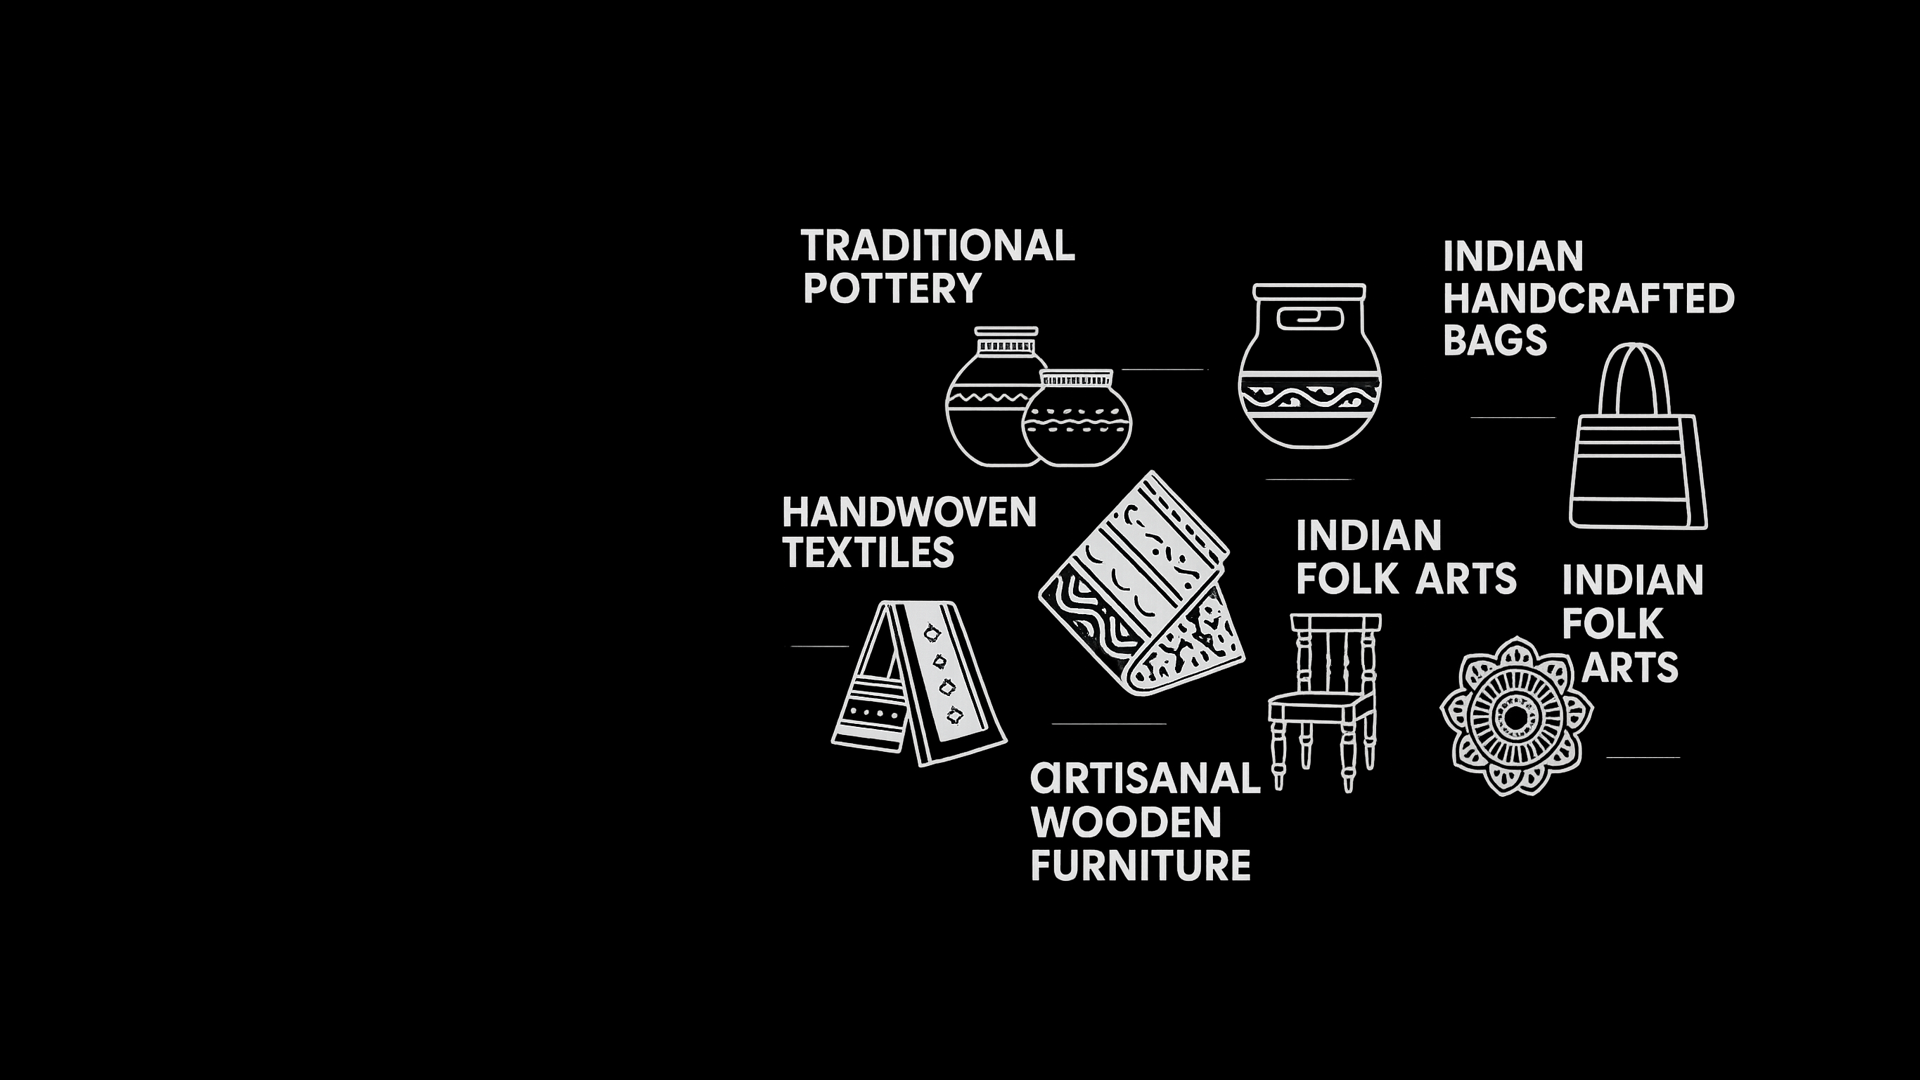 TRADITIONAL
POTTERY
INDIAN
HANDCRAFTED
BAGS
HANDWOVEN
TEXTILES
INDIAN
FOLK ARTS
INDIAN
FOLK
ARTS
aRTISANAL
WOODEN
FURNITURE